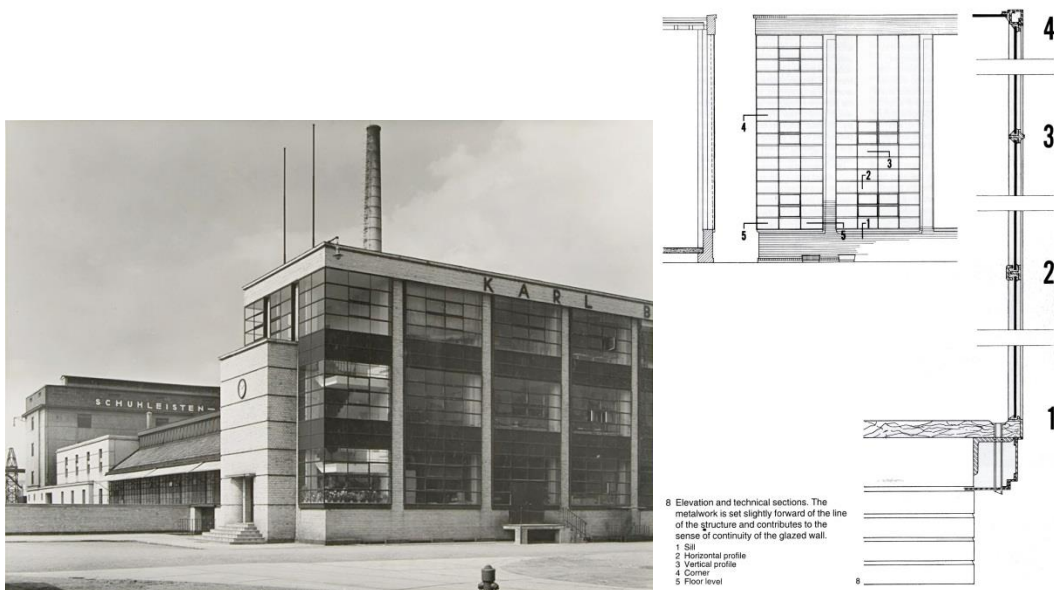 SCHUHLEISTEN—
KARL B
4
3
2
1
4
3
2
1
5
5
8 Elevation and technical sections. The
metalwork is set slightly forward of the line
of the structure and contributes to the
sense of continuity of the glazed wall.
1 Sill
2 Horizontal profile
3 Vertical profile
4 Corner
5 Floor level
8